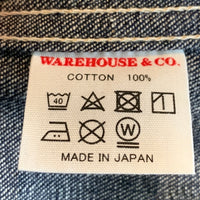 WAREHOUSE & CO.
COTTON 100%
40
W
MADE IN JAPAN